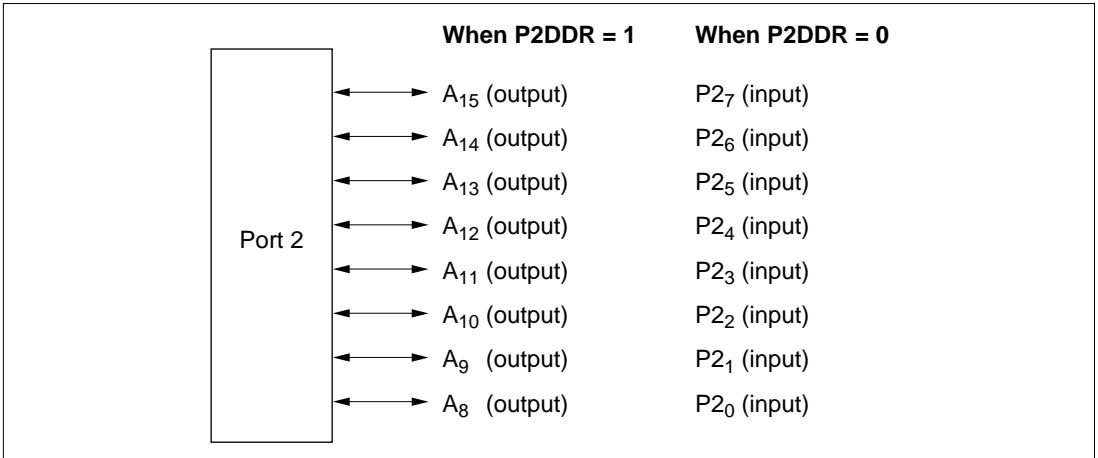 When P2DDR = 1 When P2DDR = 0
A15 (output) P27 (input)
A14 (output) P26 (input)
A13 (output) P25 (input)
Port 2 A12 (output) P24 (input)
A11 (output) P23 (input)
A10 (output) P22 (input)
A9 (output) P21 (input)
A8 (output) P20 (input)